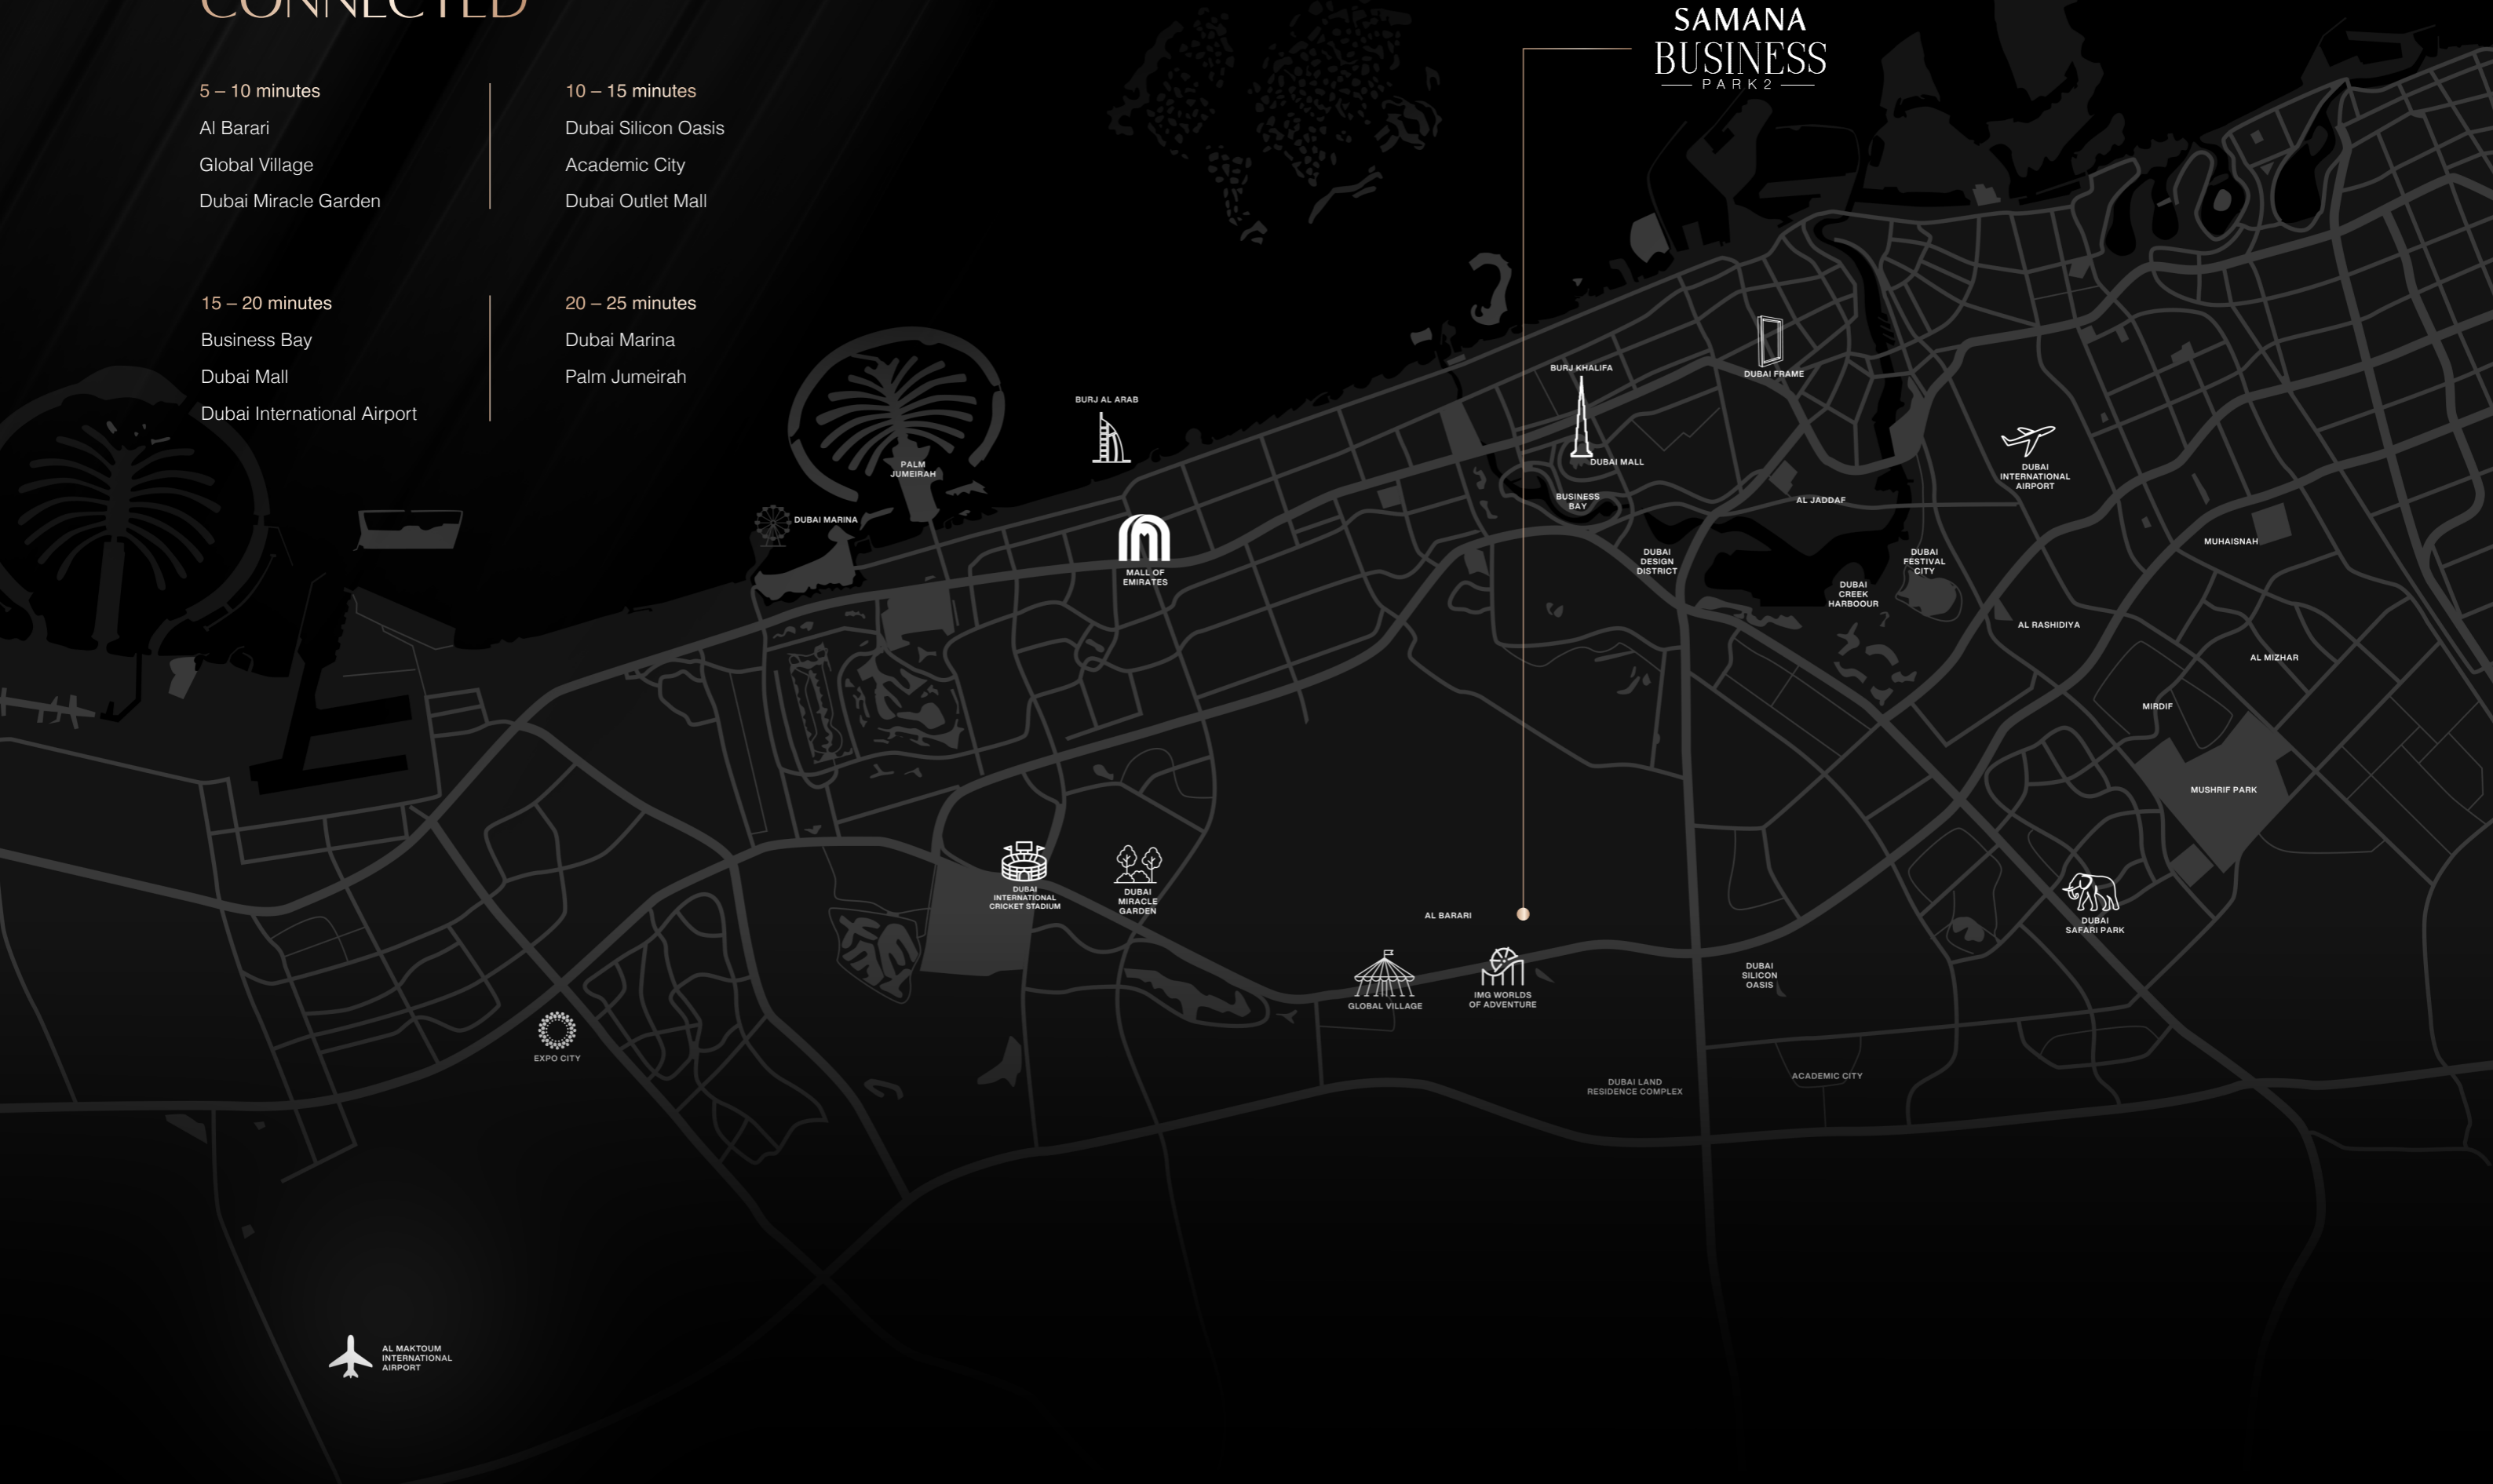 CONNECTED
5 – 10 minutes
Al Barari
Global Village
Dubai Miracle Garden
10 – 15 minutes
Dubai Silicon Oasis
Academic City
Dubai Outlet Mall
15 – 20 minutes
Business Bay
Dubai Mall
Dubai International Airport
20 – 25 minutes
Dubai Marina
Palm Jumeirah
SAMANA
BUSINESS
PARK 2
BURJ KHALIFA
DUBAI FRAME
BURJ AL ARAB
PALM
JUMEIRAH
DUBAI MALL
DUBAI
INTERNATIONAL
AIRPORT
BUSINESS
BAY
AL JADDAF
DUBAI MARINA
MUHAISNAH
MALL OF
EMIRATES
DUBAI
DESIGN
DISTRICT
DUBAI
FESTIVAL
CITY
DUBAI
CREEK
HARBOOUR
AL RASHIDIYA
AL MIZHAR
MIRDIF
MUSHRIF PARK
DUBAI
INTERNATIONAL
CRICKET STADIUM
DUBAI
MIRACLE
GARDEN
AL BARARI
DUBAI
SAFARI PARK
DUBAI
SILICON
OASIS
GLOBAL VILLAGE
IMG WORLDS
OF ADVENTURE
EXPO CITY
DUBAI LAND
RESIDENCE COMPLEX
ACADEMIC CITY
AL MAKTOUM
INTERNATIONAL
AIRPORT